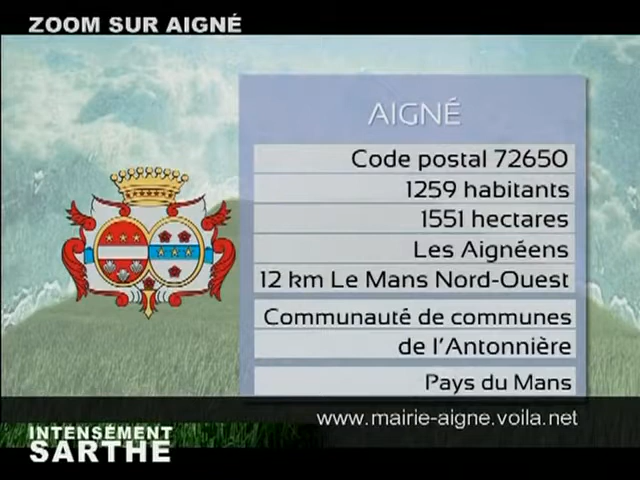 ZOOM SUR AIGNÉ
AIGNÉ
Code postal 72650
1259 habitants
1551 hectares
Les Aignéens
12 km Le Mans Nord-Ouest
Communauté de communes
de l'Antonnière
Pays du Mans
www.mairie-aigne.voila.net
INTENSÉMENT
SARTHE